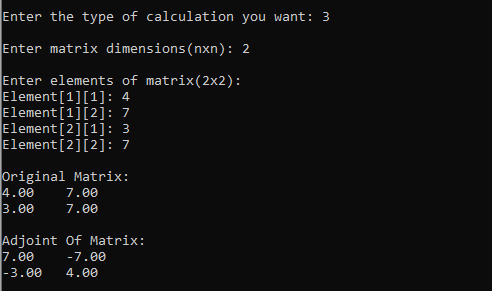 Enter the type of calculation you want: 3
Enter matrix dimensions(nxn): 2
Enter elements of matrix(2x2):
Element[1][1]: 4
Element[1][2]: 7
Element[2][1]: 3
Element[2][2]: 7
Original Matrix:
4.00    7.00
3.00    7.00
Adjoint Of Matrix:
7.00    -7.00
-3.00   4.00